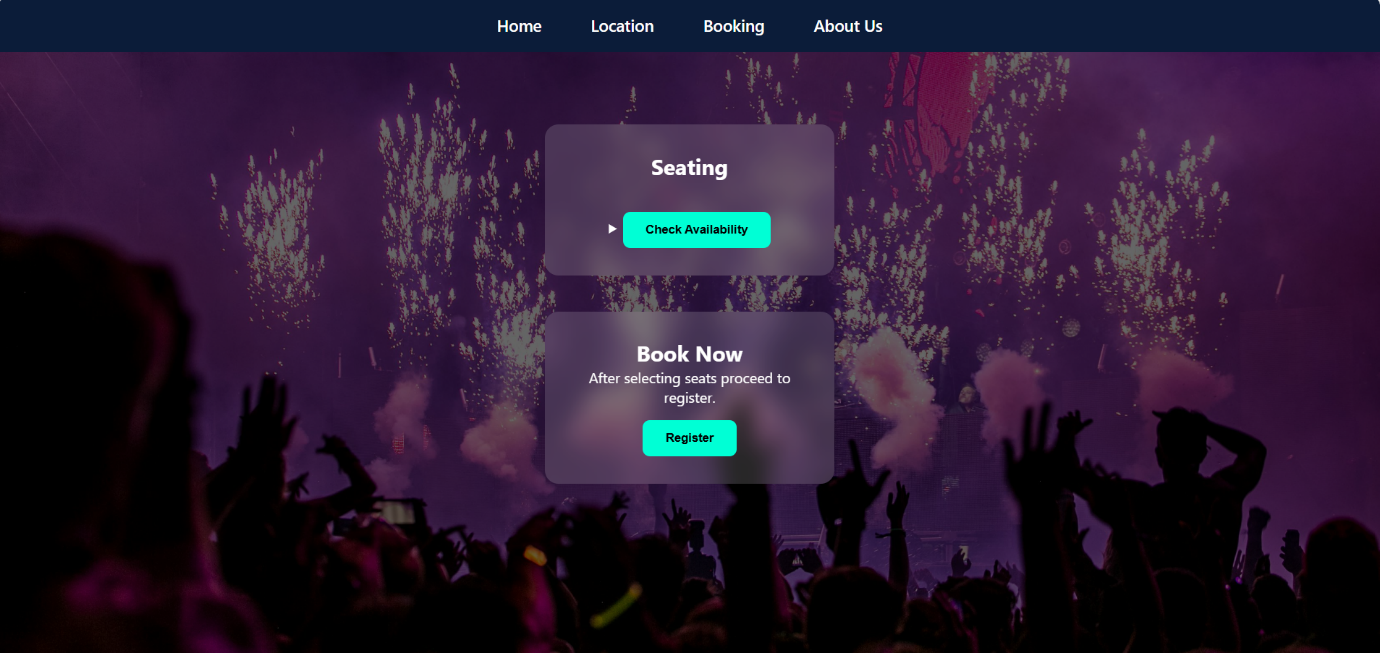 Home Location Booking About Us
Seating
Check Availability
Book Now
After selecting seats proceed to
register.
Register